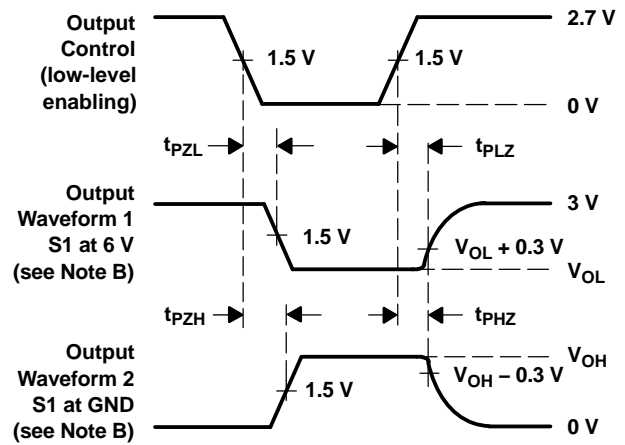 Output
Control
(low-level
enabling)
2.7 V
1.5 V
1.5 V
0 V
tPZL
tPLZ
Output
Waveform 1
S1 at 6 V
(see Note B)
3 V
1.5 V
VOL + 0.3 V
VOL
tPZH
tPHZ
Output
Waveform 2
S1 at GND
(see Note B)
VOH
1.5 V
VOH − 0.3 V
0 V